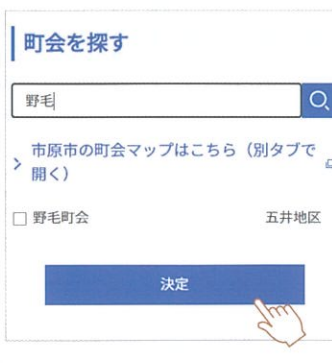 町会を探す
野毛
市原市の町会マップはこちら（別タブで
開く）
野毛町会 五井地区
決定